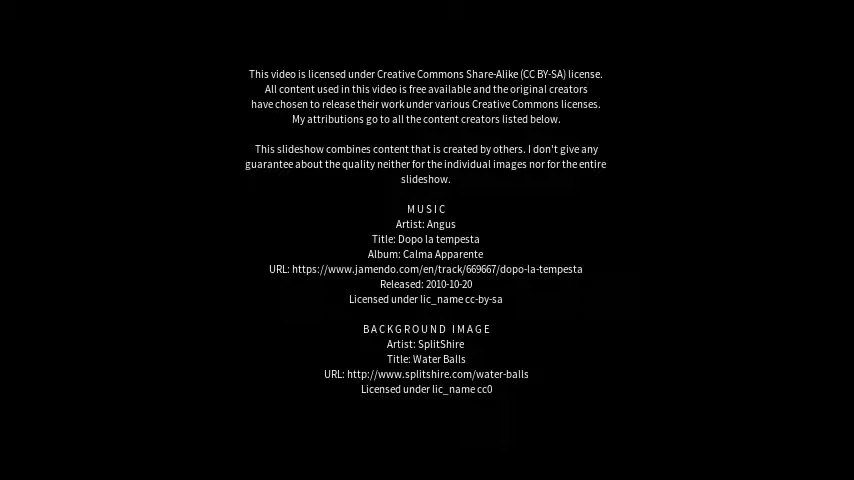 This video is licensed under Creative Commons Share-Alike (CC BY-SA) license.
All content used in this video is free available and the original creators
have chosen to release their work under various Creative Commons licenses.
My attributions go to all the content creators listed below.
This slideshow combines content that is created by others. I don't give any
guarantee about the quality neither for the individual images nor for the entire
slideshow.
MUSIC
Artist: Angus
Title: Dopo la tempesta
Album: Calma Apparente
URL: https://www.jamendo.com/en/track/669667/dopo-la-tempesta
Released: 2010-10-20
Licensed under lic_name cc-by-sa
BACKGROUND IMAGE
Artist: SplitShire
Title: Water Balls
URL: http://www.splitshire.com/water-balls
Licensed under lic_name cc0